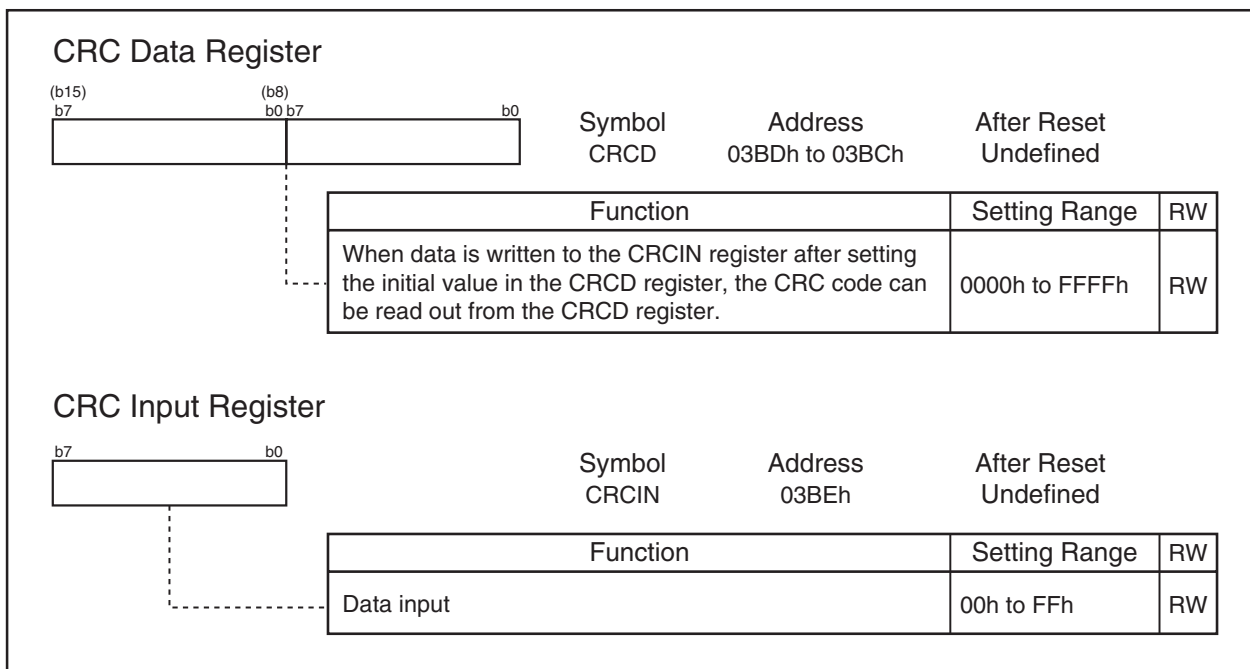 CRC Data Register
(b15) (b8)
b7 b0 b7 b0
Symbol Address After Reset
CRCD 03BDh to 03BCh Undefined
Function Setting Range RW
When data is written to the CRCIN register after setting
the initial value in the CRCD register, the CRC code can
be read out from the CRCD register.
0000h to FFFFh RW
CRC Input Register
b7 b0
Symbol Address After Reset
CRCIN 03BEh Undefined
Function Setting Range RW
Data input 00h to FFh RW